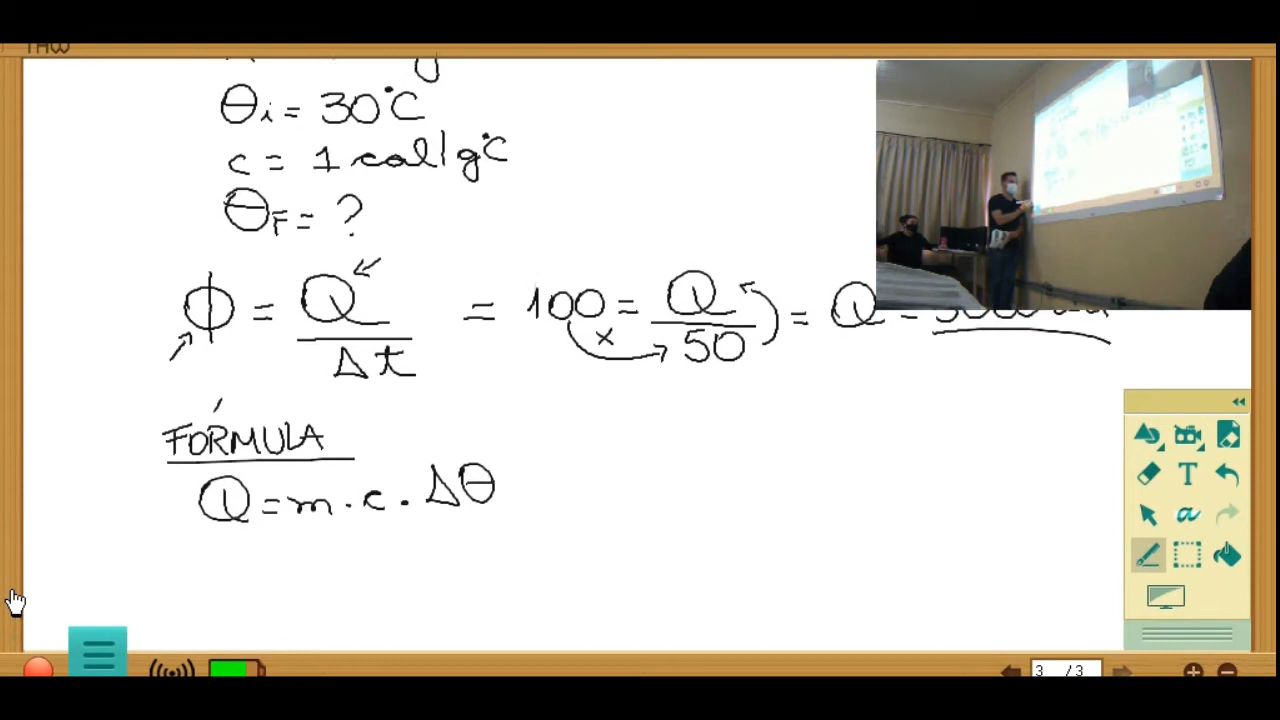 θi = 30°C
c = 1 cal/g°C
θF = ?
Φ = Q/Δt = 100 = Q/50 = Q =
x
FÓRMULA
Q = m . c . Δθ
T
a
3 /3